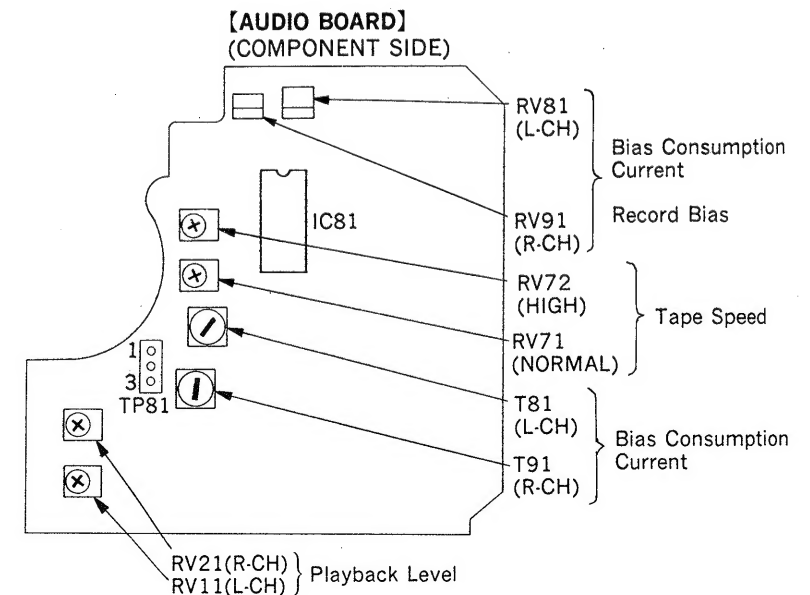 【AUDIO BOARD】
(COMPONENT SIDE)
RV81
(L-CH)
Bias Consumption
Current
Record Bias
RV91
(R-CH)
IC81
RV72
(HIGH)
Tape Speed
RV71
(NORMAL)
1
3
TP81
T81
(L-CH)
Bias Consumption
Current
T91
(R-CH)
RV21(R-CH)
RV11(L-CH)
Playback Level